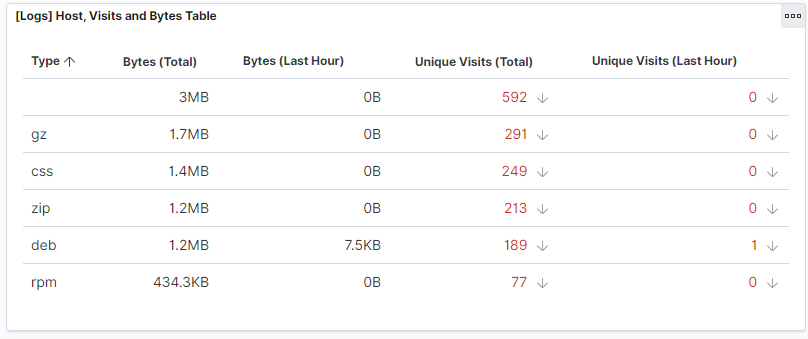 [Logs] Host, Visits and Bytes Table
Type Bytes (Total) Bytes (Last Hour) Unique Visits (Total) Unique Visits (Last Hour)
3MB 0B 592 0
gz 1.7MB 0B 291 0
css 1.4MB 0B 249 0
zip 1.2MB 0B 213 0
deb 1.2MB 7.5KB 189 1
rpm 434.3KB 0B 77 0